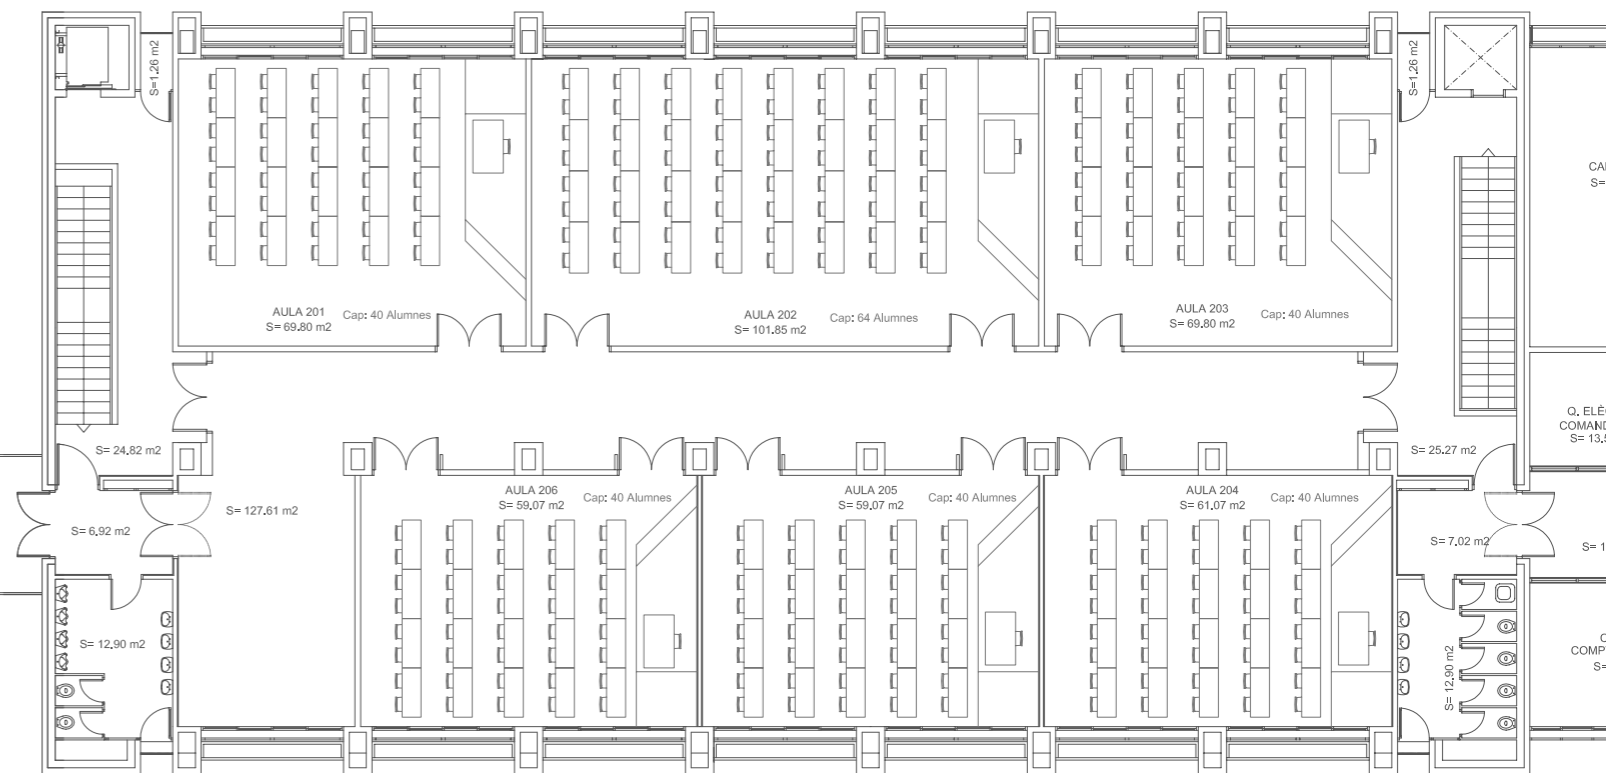 S=1.26 m2
S=1.26 m2
AULA 201
S= 69.80 m2
Cap: 40 Alumnes
AULA 202
S= 101.85 m2
Cap: 64 Alumnes
AULA 203
S= 69.80 m2
Cap: 40 Alumnes
CA
S=
Q. ELÈ
COMAND
S= 13.5
S= 24.82 m2
S= 25.27 m2
S= 127.61 m2
AULA 206
S= 59.07 m2
Cap: 40 Alumnes
AULA 205
S= 59.07 m2
Cap: 40 Alumnes
AULA 204
S= 61.07 m2
Cap: 40 Alumnes
S= 6.92 m2
S= 7.02 m2
S= 1
S= 12.90 m2
S= 12.90 m2
C
COMP
S=